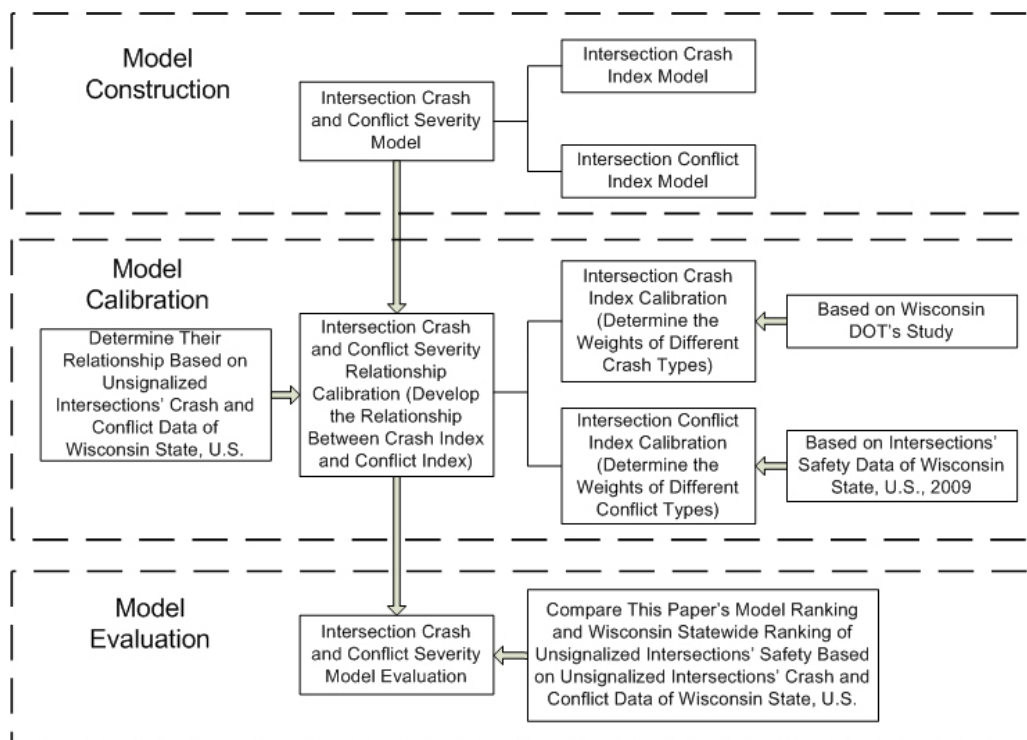 Model
Construction
Intersection Crash
and Conflict Severity
Model
Intersection Crash
Index Model
Intersection Conflict
Index Model
Model
Calibration
Determine Their
Relationship Based on
Unsignalized
Intersections' Crash and
Conflict Data of
Wisconsin State, U.S.
Intersection Crash
and Conflict Severity
Relationship
Calibration (Develop
the Relationship
Between Crash Index
and Conflict Index)
Intersection Crash
Index Calibration
(Determine the
Weights of Different
Crash Types)
Based on Wisconsin
DOT's Study
Intersection Conflict
Index Calibration
(Determine the
Weights of Different
Conflict Types)
Based on Intersections'
Safety Data of Wisconsin
State, U.S., 2009
Model
Evaluation
Intersection Crash
and Conflict Severity
Model Evaluation
Compare This Paper's Model Ranking
and Wisconsin Statewide Ranking of
Unsignalized Intersections' Safety Based
on Unsignalized Intersections' Crash and
Conflict Data of Wisconsin State, U.S.